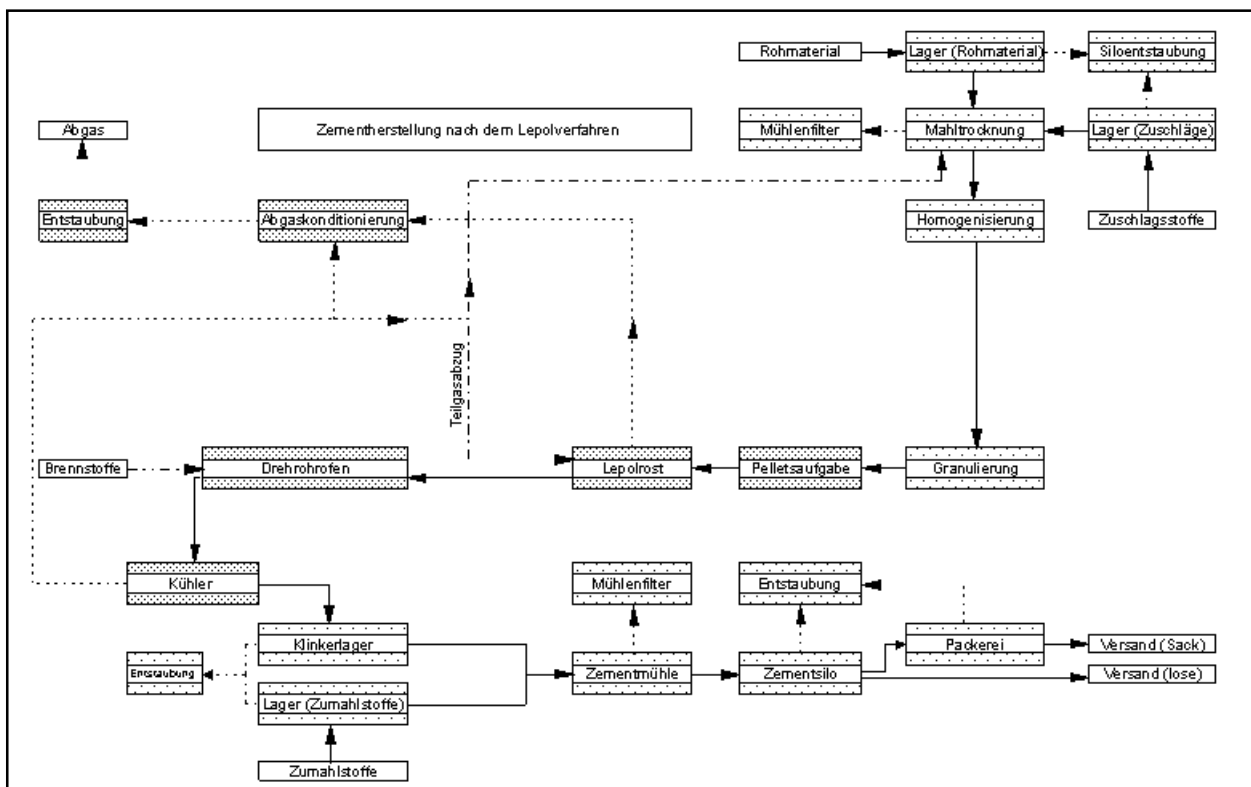 Rohmaterial
Lager (Rohmaterial)
Siloentstaubung
Abgas
Zementherstellung nach dem Lepolverfahren
Mühlenfilter
Mahltrocknung
Lager (Zuschläge)
Entstaubung
Abgaskonditionierung
Homogenisierung
Zuschlagsstoffe
Teilgasabzug
Brennstoffe
Drehrohrofen
Lepolrost
Pelletsaufgabe
Granulierung
Kühler
Mühlenfilter
Entstaubung
Klinkerlager
Packerei
Versand (Sack)
Entstaubung
Zementmühle
Zementsilo
Versand (lose)
Lager (Zumahlstoffe)
Zumahlstoffe